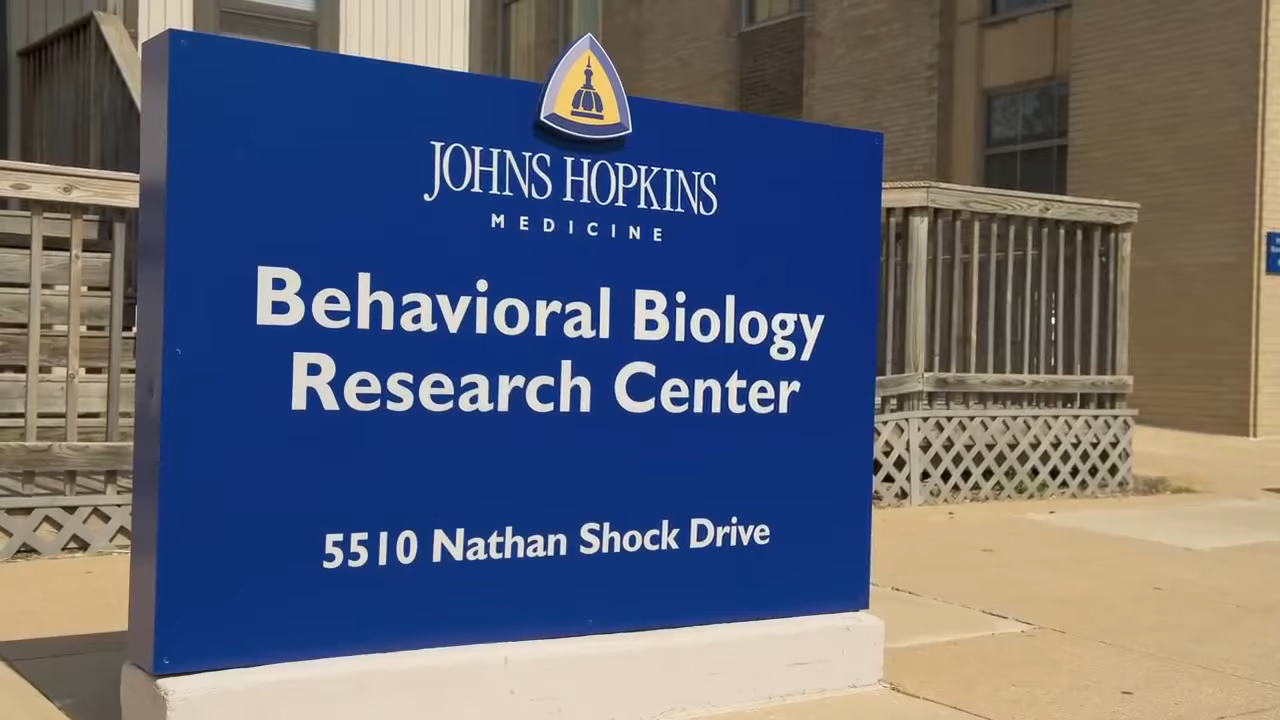 JOHNS HOPKINS
MEDICINE
Behavioral Biology
Research Center
5510 Nathan Shock Drive